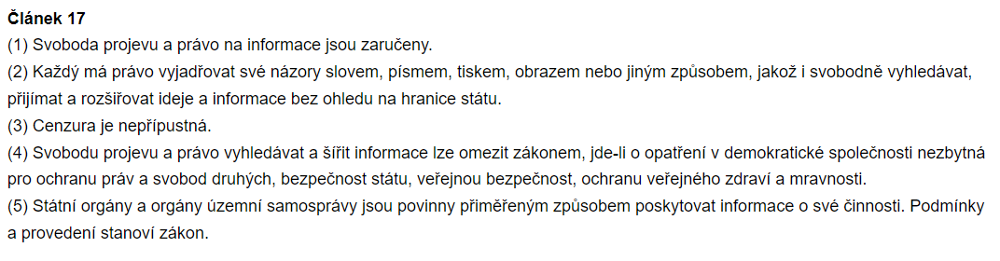 Článek 17
(1) Svoboda projevu a právo na informace jsou zaručeny.
(2) Každý má právo vyjadřovat své názory slovem, písmem, tiskem, obrazem nebo jiným způsobem, jakož i svobodně vyhledávat,
přijímat a rozšiřovat ideje a informace bez ohledu na hranice státu.
(3) Cenzura je nepřípustná.
(4) Svobodu projevu a právo vyhledávat a šířit informace lze omezit zákonem, jde-li o opatření v demokratické společnosti nezbytná
pro ochranu práv a svobod druhých, bezpečnost státu, veřejnou bezpečnost, ochranu veřejného zdraví a mravnosti.
(5) Státní orgány a orgány územní samosprávy jsou povinny přiměřeným způsobem poskytovat informace o své činnosti. Podmínky
a provedení stanoví zákon.